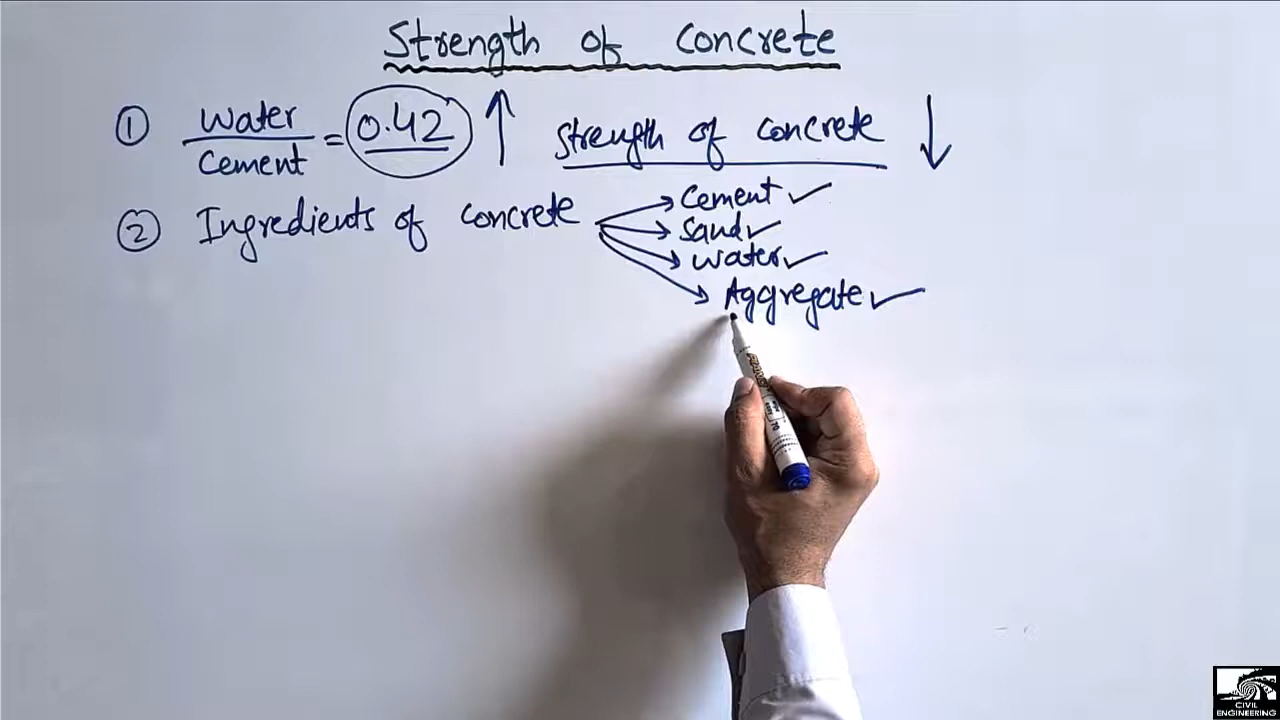 Strength of Concrete
① Water / Cement = 0.42 ↑ Strength of Concrete ↓
② Ingredients of Concrete
→ Cement ✓
→ Sand ✓
→ Water ✓
→ Aggregate ✓
70
CIVIL
ENGINEERING